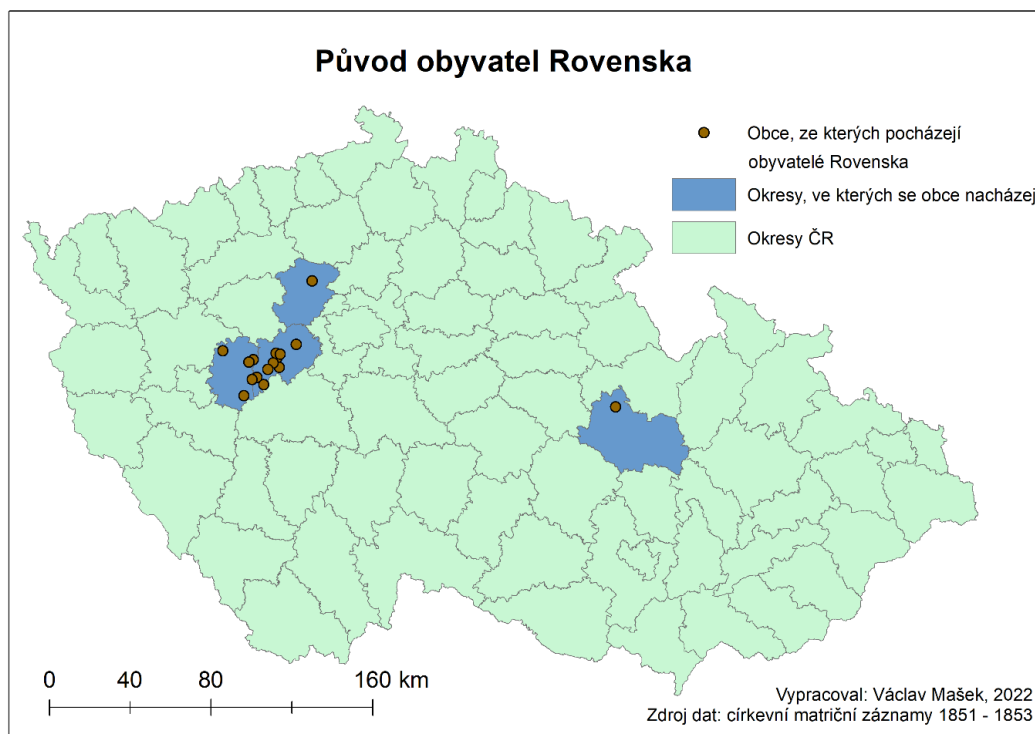 Původ obyvatel Rovenska
Obce, ze kterých pocházejí
obyvatelé Rovenska
Okresy, ve kterých se obce nacházej
Okresy ČR
0 40 80 160 km
Vypracoval: Václav Mašek, 2022
Zdroj dat: církevní matriční záznamy 1851 - 1853